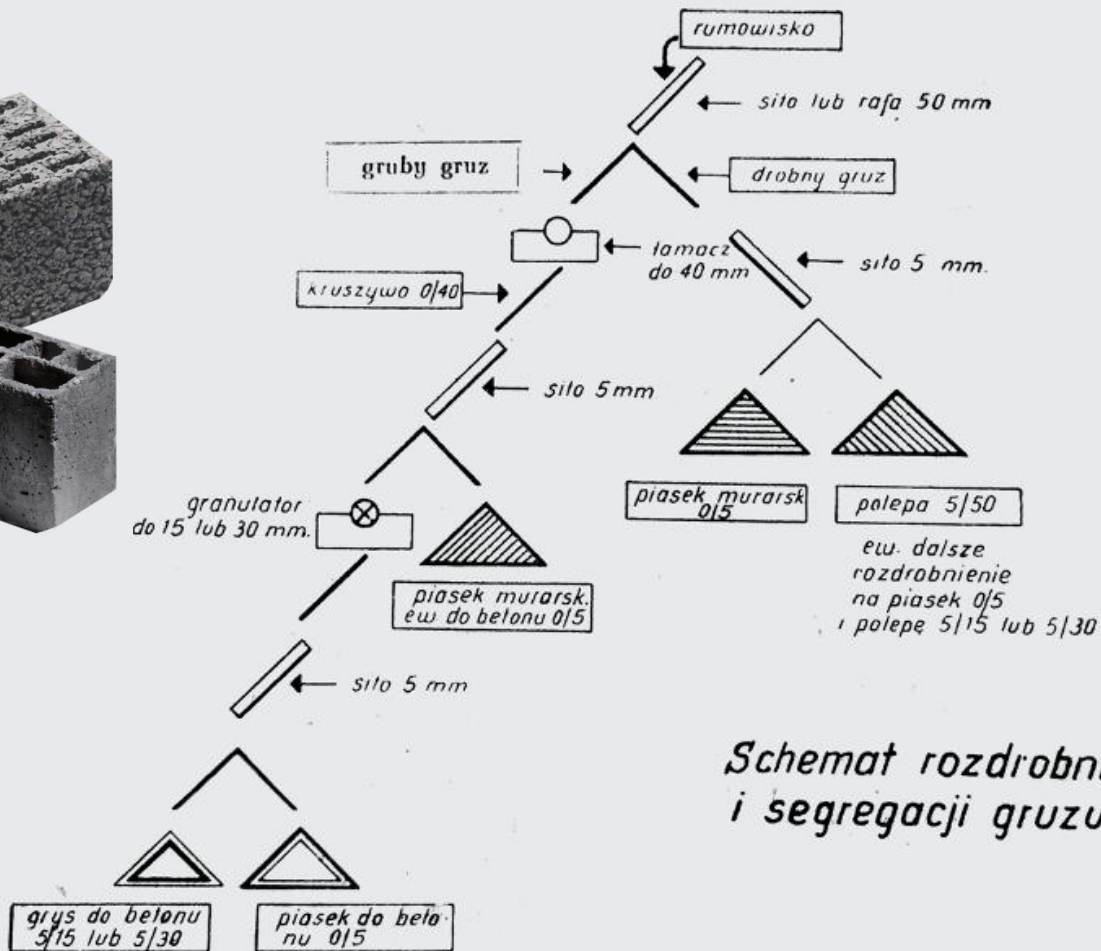 rumowisko
sito lub rafa 50 mm
gruby gruz
drobny gruz
łamacz
do 40 mm
sito 5 mm.
kruszywo 0/40
sito 5 mm
granulator
do 15 lub 30 mm.
piasek murarsk.
ew. do betonu 0/5
piasek murarsk
0/5
polepa 5/50
ew. dalsze
rozdrobnienie
na piasek 0/5
i polepę 5/15 lub 5/30
sito 5 mm
Schemat rozdrobn
i segregacji gruzu
grys do betonu
5/15 lub 5/30
piasek do beto
nu 0/5